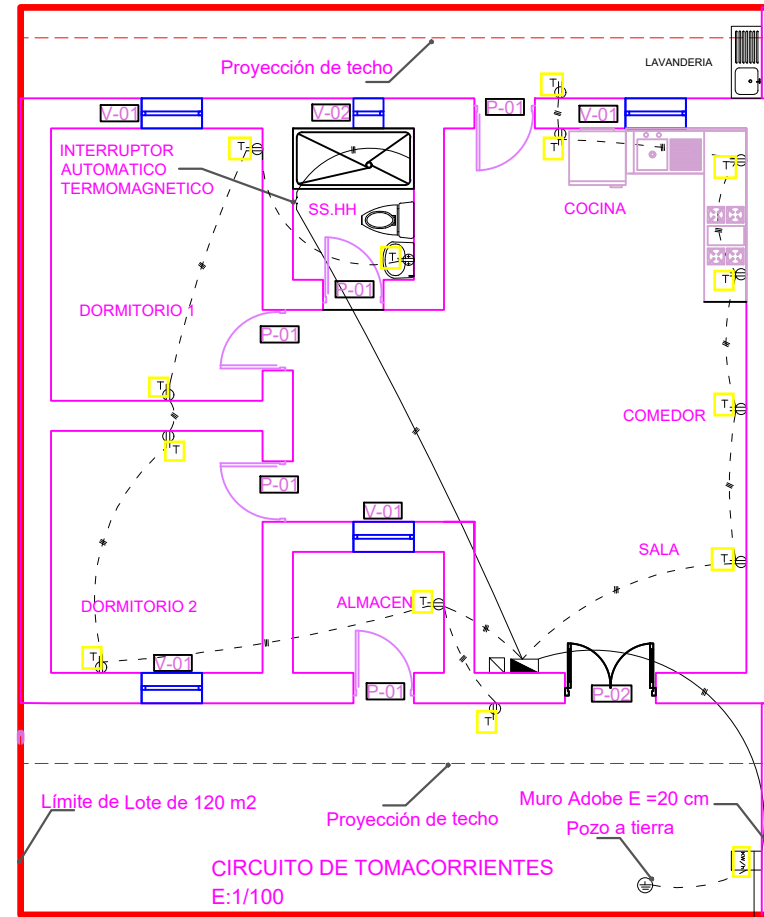 Proyección de techo
LAVANDERIA
V-01
V-02
P-01
V-01
T
T
T
T
INTERRUPTOR
AUTOMATICO
TERMOMAGNETICO
SS.HH
COCINA
T
T
P-01
DORMITORIO 1
P-01
T
T
COMEDOR
T
P-01
V-01
SALA
T
DORMITORIO 2
ALMACEN
T
T
V-01
P-01
P-02
T
Límite de Lote de 120 m2
Proyección de techo
Muro Adobe E =20 cm
Pozo a tierra
CIRCUITO DE TOMACORRIENTES
E:1/100